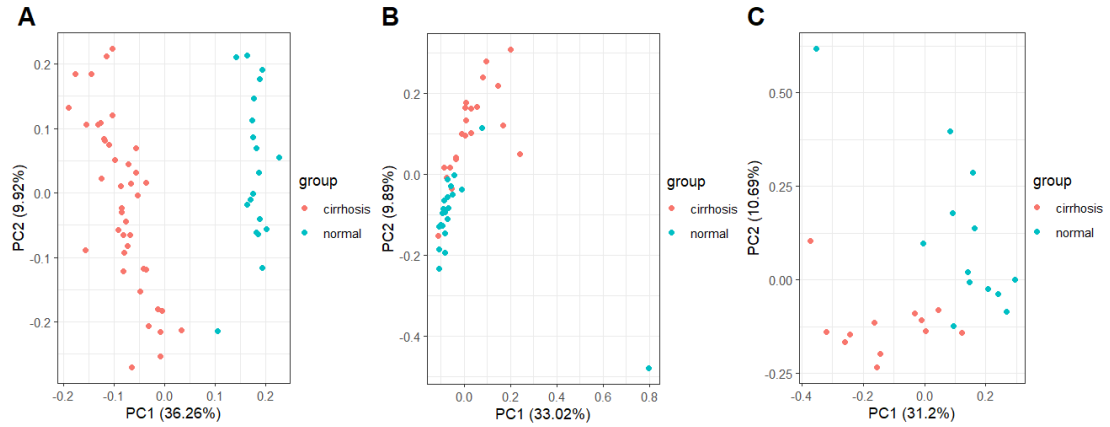 A
PC2 (9.92%)
0.2
0.1
0.0
-0.1
-0.2
-0.2
-0.1
0.0
0.1
0.2
PC1 (36.26%)
group
cirrhosis
normal
B
PC2 (9.89%)
0.2
0.0
-0.2
-0.4
0.0
0.2
0.4
0.6
0.8
PC1 (33.02%)
group
cirrhosis
normal
C
PC2 (10.69%)
0.50
0.25
0.00
-0.25
-0.4
-0.2
0.0
0.2
PC1 (31.2%)
group
cirrhosis
normal